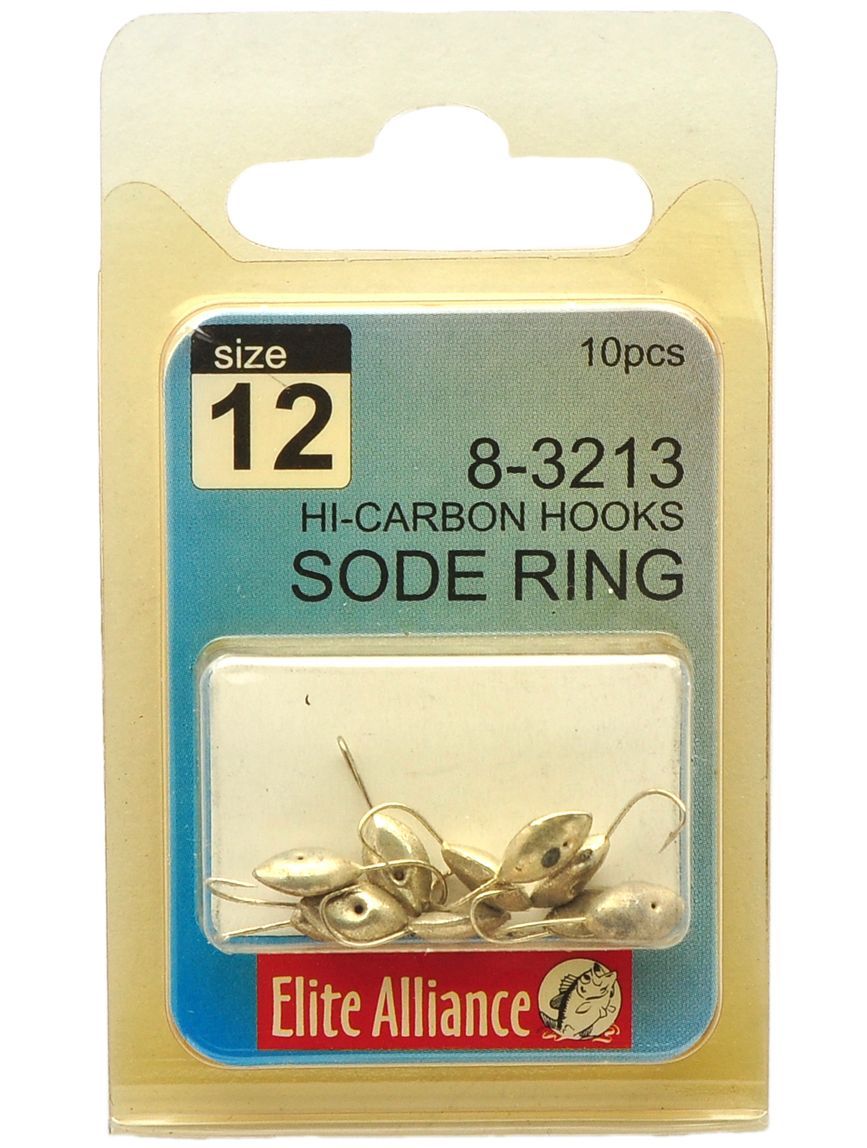 size
12
10pcs
8-3213
HI-CARBON HOOKS
SODE RING
Elite Alliance